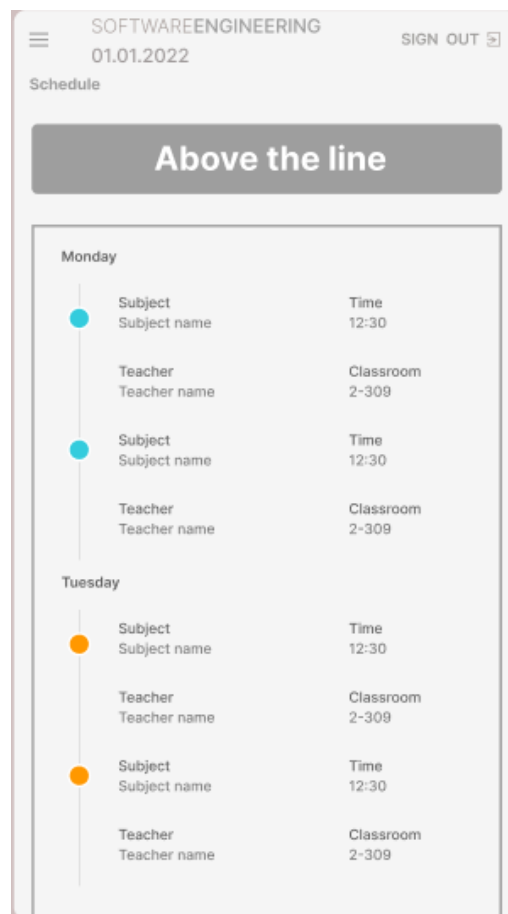 SOFTWAREENGINEERING
01.01.2022
SIGN OUT
Schedule
Above the line
Monday
Subject Time
Subject name 12:30
Teacher Classroom
Teacher name 2-309
Subject Time
Subject name 12:30
Teacher Classroom
Teacher name 2-309
Tuesday
Subject Time
Subject name 12:30
Teacher Classroom
Teacher name 2-309
Subject Time
Subject name 12:30
Teacher Classroom
Teacher name 2-309